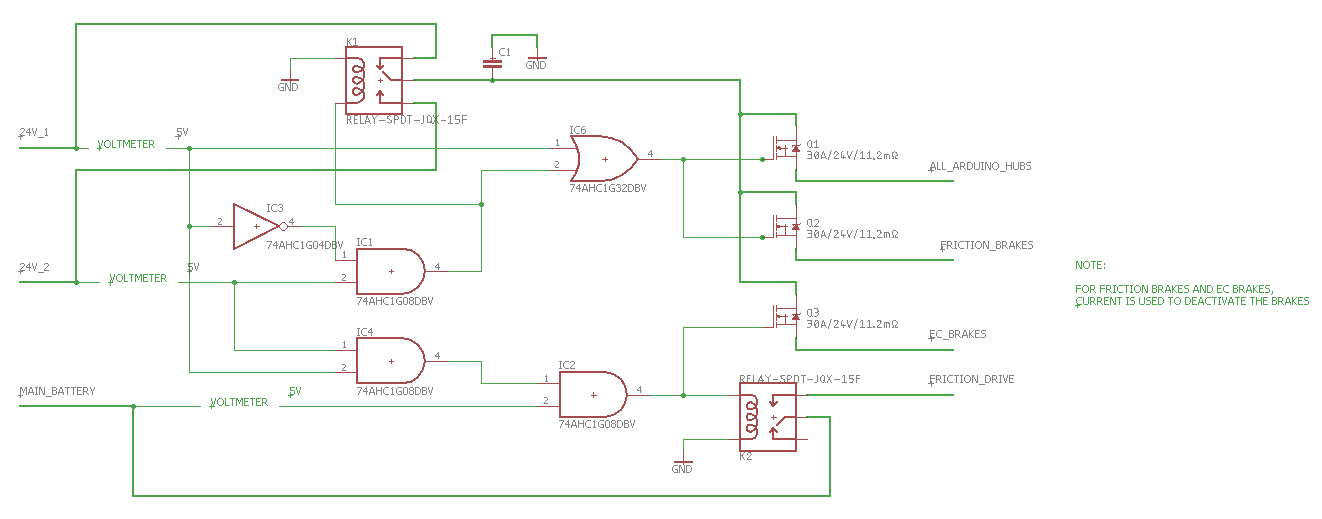 K1
C1
GND
GND
RELAY-SPDT-JQX-15F
24V_1
VOLTMETER
5V
IC6
1
2
4
74AHC1G32DBV
Q1
30A/24V/11.2mΩ
ALL_ARDUINO_HUBS
IC3
2
4
74AHC1G04DBV
Q2
30A/24V/11.2mΩ
FRICTION_BRAKES
IC1
1
2
4
74AHC1G08DBV
24V_2
VOLTMETER
5V
NOTE:
FOR FRICTION BRAKES AND EC BRAKES,
CURRENT IS USED TO DEACTIVATE THE BRAKES
Q3
30A/24V/11.2mΩ
EC_BRAKES
IC4
1
2
4
74AHC1G08DBV
IC2
1
2
4
74AHC1G08DBV
RELAY-SPDT-JQX-15F
FRICTION_DRIVE
MAIN_BATTERY
VOLTMETER
5V
K2
GND